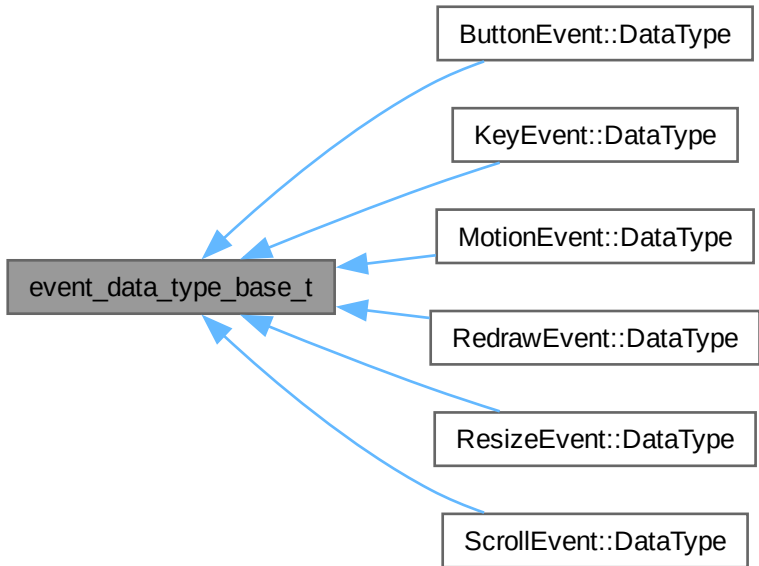 ButtonEvent::DataType
KeyEvent::DataType
MotionEvent::DataType
event_data_type_base_t
RedrawEvent::DataType
ResizeEvent::DataType
ScrollEvent::DataType